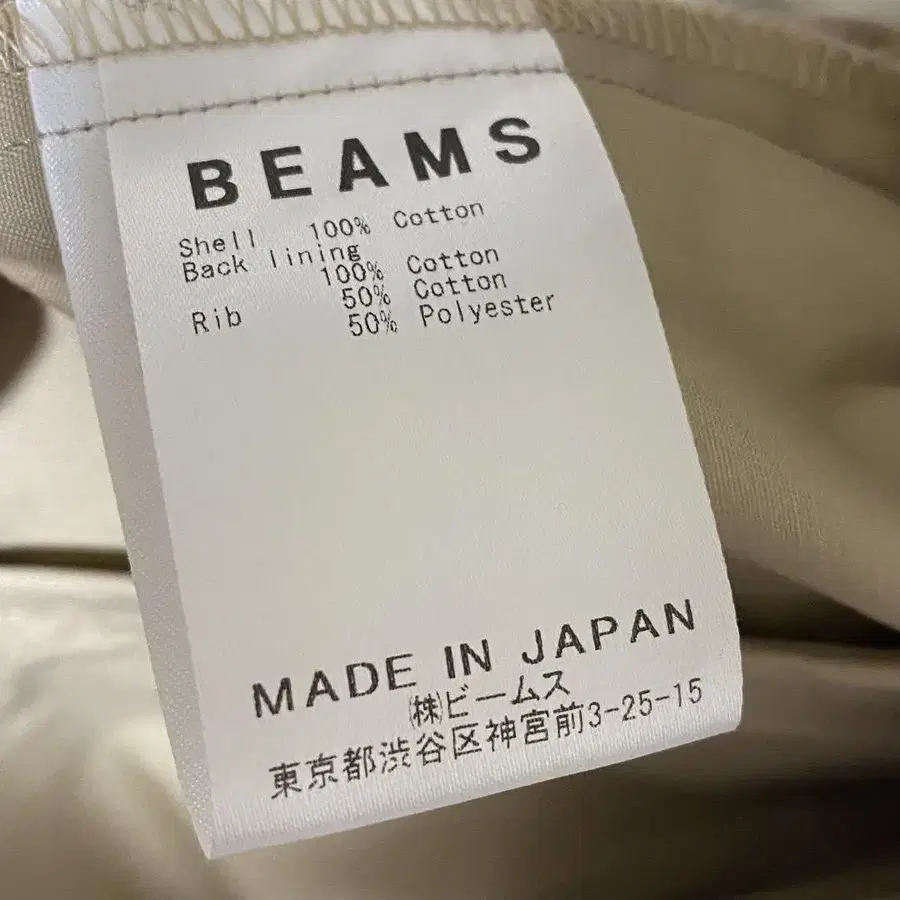 BEAMS
Shell 100% Cotton
Back lining
100% Cotton
Rib 50% Cotton
50% Polyester
MADE IN JAPAN
㈱ビームス
東京都渋谷区神宮前3-25-15